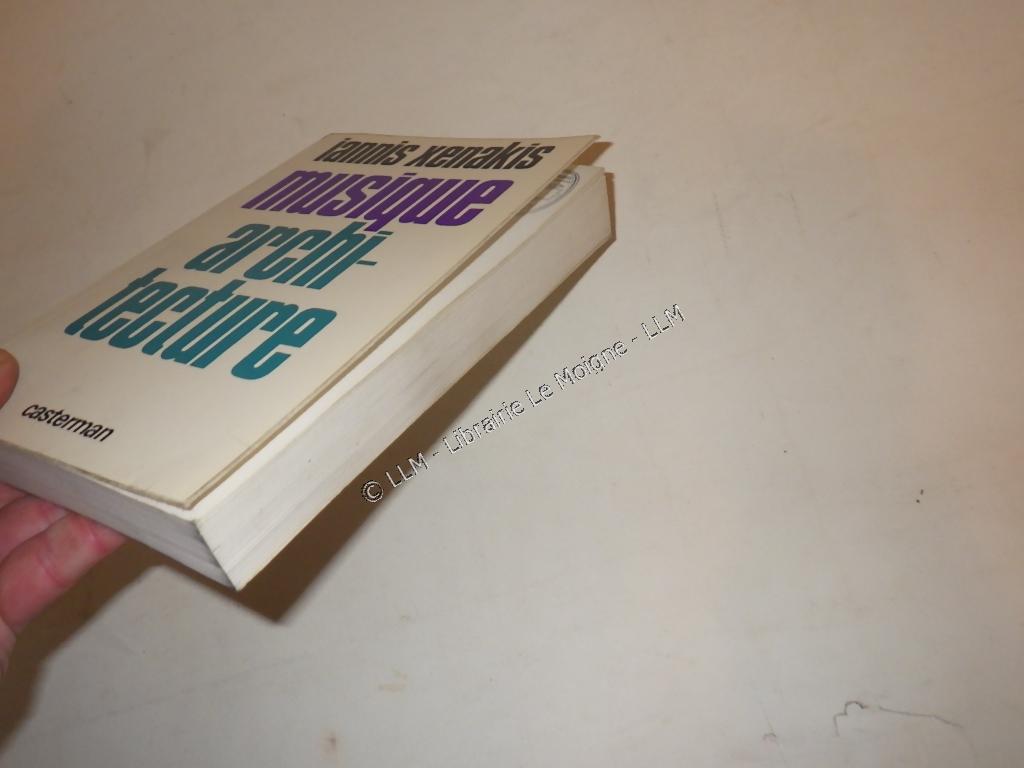 iannis xenakis
musique
archi-
tecture
casterman
© LLM - Librairie Le Moigne - LLM